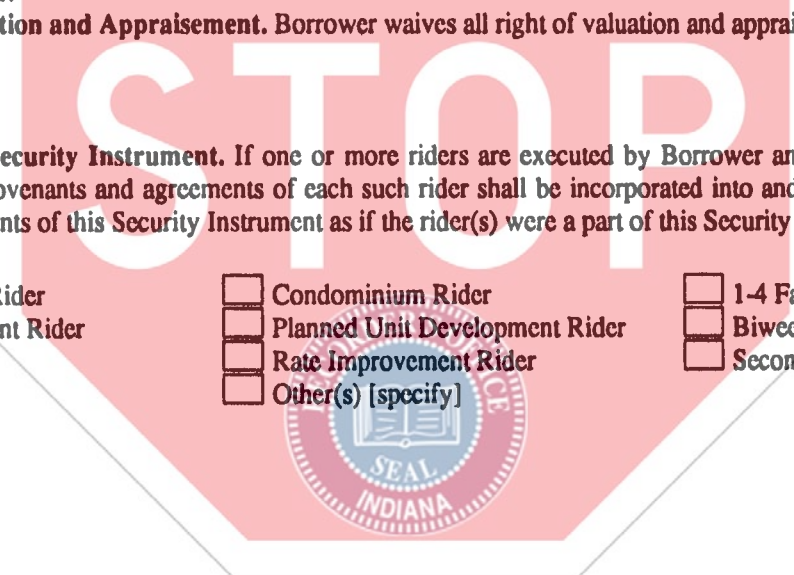 tion and Appraisement. Borrower waives all right of valuation and apprai
STOP
ecurity Instrument. If one or more riders are executed by Borrower an
ovenants and agreements of each such rider shall be incorporated into and
nts of this Security Instrument as if the rider(s) were a part of this Security
ider
Condominium Rider
1-4 Fa
nt Rider
Planned Unit Development Rider
Biwee
Rate Improvement Rider
Secon
Other(s) [specify]
RECORDER'S OFFICE
SEAL
INDIANA